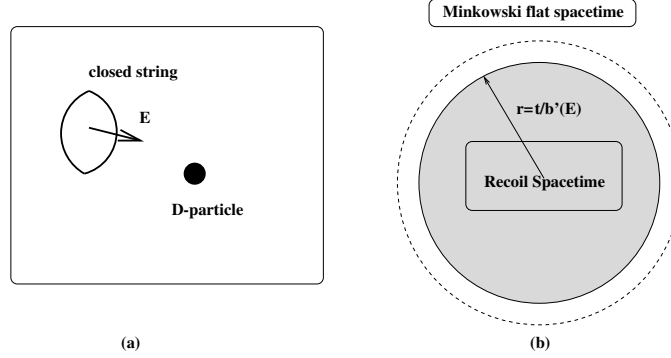 closed string
E
D-particle
(a)
Minkowski flat spacetime
r=t/b'(E)
Recoil Spacetime
(b)